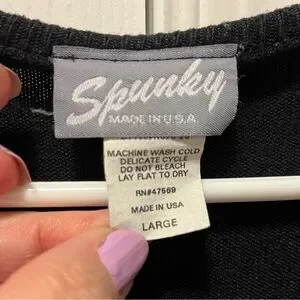 Spunky
MADE IN U.S.A.
MACHINE WASH COLD
DELICATE CYCLE
DO NOT BLEACH
LAY FLAT TO DRY
RN#47569
MADE IN USA
LARGE